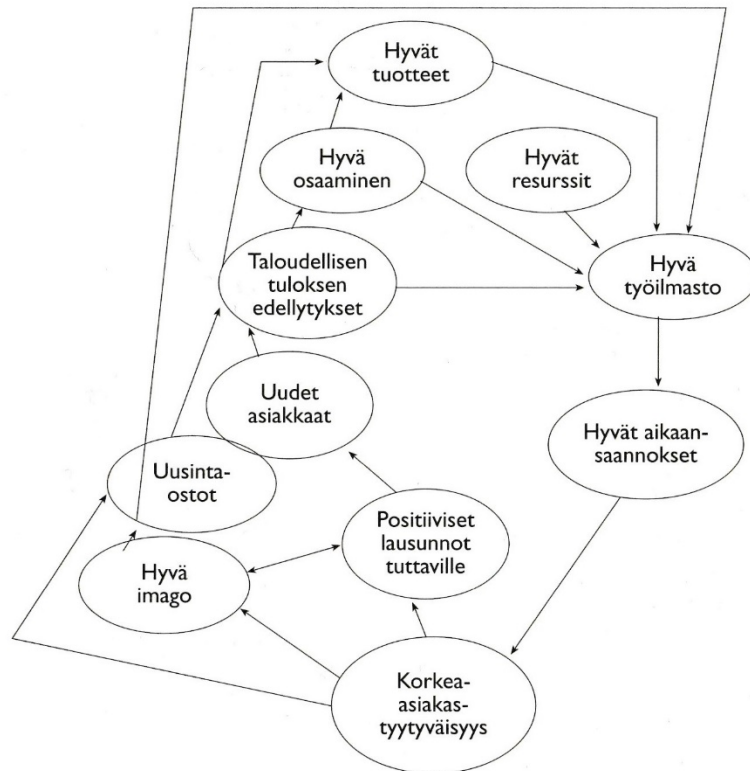 Hyvät
tuotteet
Hyvä
osaaminen
Hyvät
resurssit
Taloudellisen
tuloksen
edellytykset
Hyvä
työilmasto
Uudet
asiakkaat
Hyvät aikaan-
saannokset
Uusinta-
ostot
Positiiviset
lausunnot
tuttaville
Hyvä
imago
Korkea-
asiakas-
tyytyväisyys